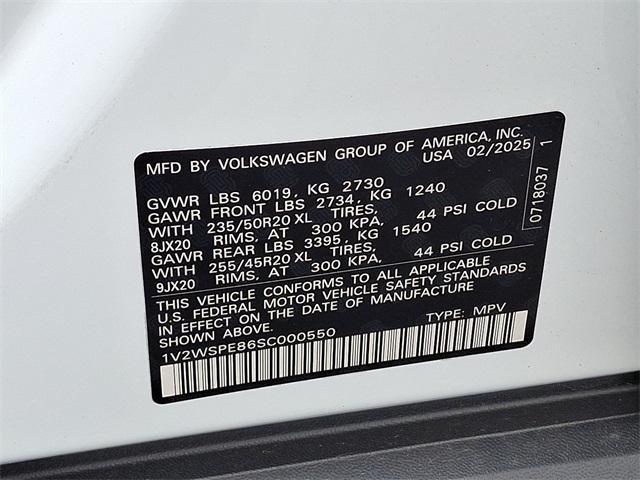 MFD BY VOLKSWAGEN GROUP OF AMERICA, INC.
USA 02/2025
GVWR LBS 6019, KG 2730
GAWR FRONT LBS 2734, KG 1240
WITH 235/50R20 XL TIRES,
8JX20 RIMS, AT 300 KPA, 44 PSI COLD
GAWR REAR LBS 3395, KG 1540
WITH 255/45R20 XL TIRES,
9JX20 RIMS, AT 300 KPA, 44 PSI COLD
THIS VEHICLE CONFORMS TO ALL APPLICABLE
U.S. FEDERAL MOTOR VEHICLE SAFETY STANDARDS
IN EFFECT ON THE DATE OF MANUFACTURE
SHOWN ABOVE.
TYPE: MPV
1V2WSPE86SC000550
0718037 1